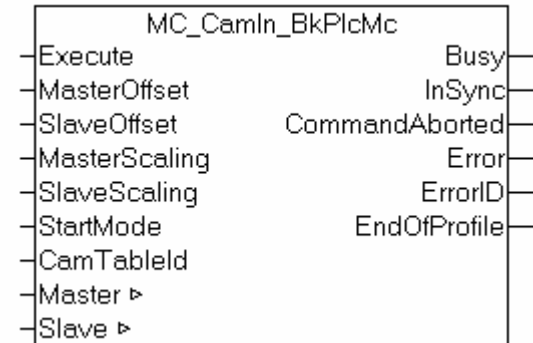 MC_CamIn_BkPlcMc
Execute Busy
MasterOffset InSync
SlaveOffset CommandAborted
MasterScaling Error
SlaveScaling ErrorID
StartMode EndOfProfile
CamTableId
Master ▹
Slave ▹